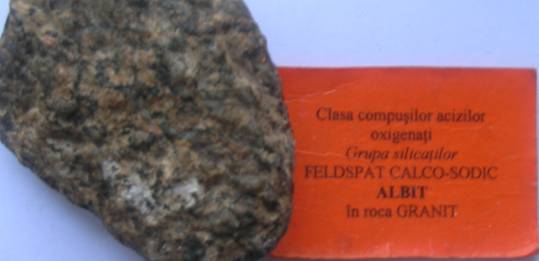 Clasa compuşilor acizilor
oxigenaţi
Grupa silicaţilor
FELDSPAT CALCO-SODIC
ALBIT
în roca GRANIT